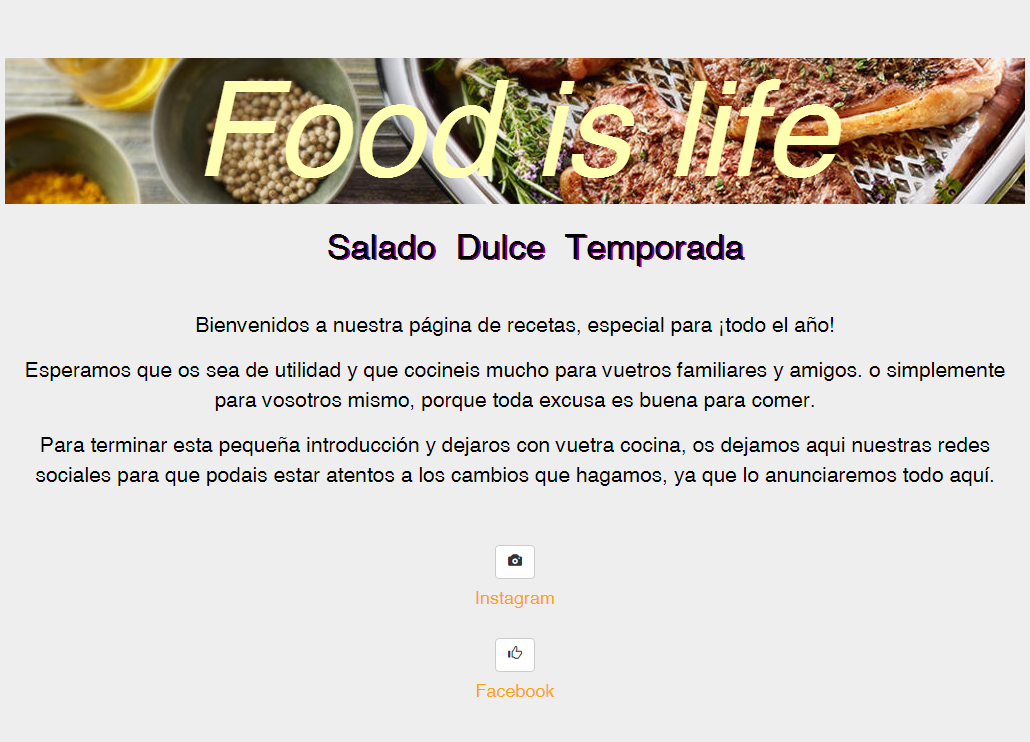 Food is life
Salado Dulce Temporada
Bienvenidos a nuestra página de recetas, especial para ¡todo el año!
Esperamos que os sea de utilidad y que cocineis mucho para vuetros familiares y amigos. o simplemente
para vosotros mismo, porque toda excusa es buena para comer.
Para terminar esta pequeña introducción y dejaros con vuetra cocina, os dejamos aqui nuestras redes
sociales para que podais estar atentos a los cambios que hagamos, ya que lo anunciaremos todo aquí.
Instagram
Facebook